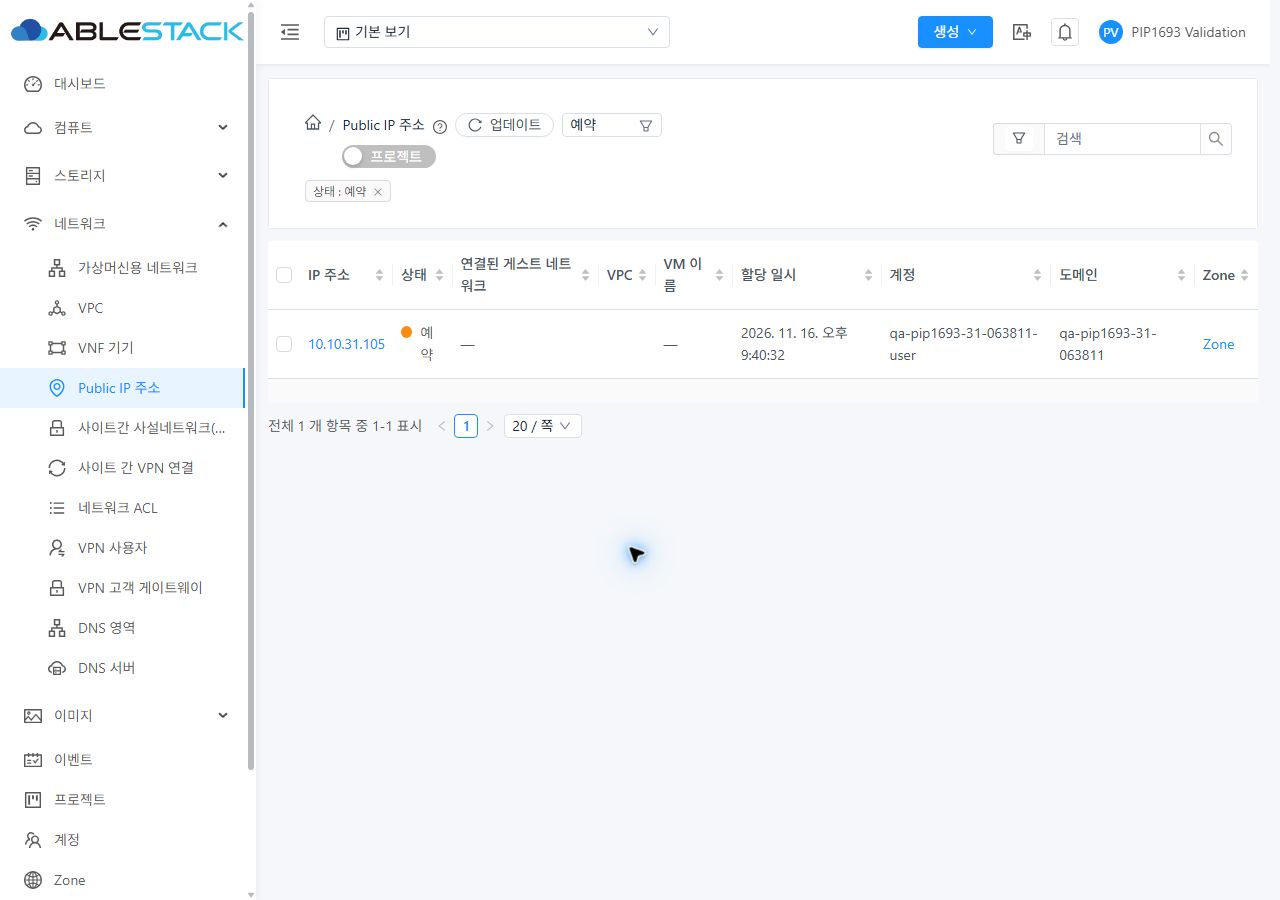 ABLESTACK
기본 보기
생성
PV
PIP1693 Validation
대시보드
컴퓨트
스토리지
네트워크
가상머신용 네트워크
VPC
VNF 기기
Public IP 주소
사이트간 사설네트워크(...
사이트 간 VPN 연결
네트워크 ACL
VPN 사용자
VPN 고객 게이트웨이
DNS 영역
DNS 서버
이미지
이벤트
프로젝트
계정
Zone
/ Public IP 주소
업데이트
예약
프로젝트
상태 : 예약
검색
IP 주소
상태
연결된 게스트 네트
워크
VPC
VM 이
름
할당 일시
계정
도메인
Zone
10.10.31.105
예
약
—
—
2026. 11. 16. 오후
9:40:32
qa-pip1693-31-063811-
user
qa-pip1693-31-
063811
Zone
전체 1 개 항목 중 1-1 표시
1
20 / 쪽